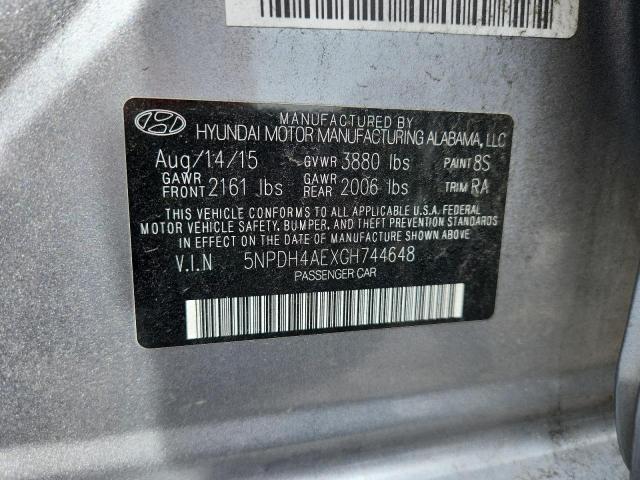 MANUFACTURED BY
HYUNDAI MOTOR MANUFACTURING ALABAMA, LLC
Aug/14/15 GVWR 3880 lbs PAINT 8S
GAWR FRONT 2161 lbs GAWR REAR 2006 lbs TRIM RA
THIS VEHICLE CONFORMS TO ALL APPLICABLE U.S.A. FEDERAL
MOTOR VEHICLE SAFETY, BUMPER, AND THEFT PREVENTION STANDARDS
IN EFFECT ON THE DATE OF MANUFACTURE SHOWN ABOVE.
V.I.N 5NPDH4AEXGH744648
PASSENGER CAR